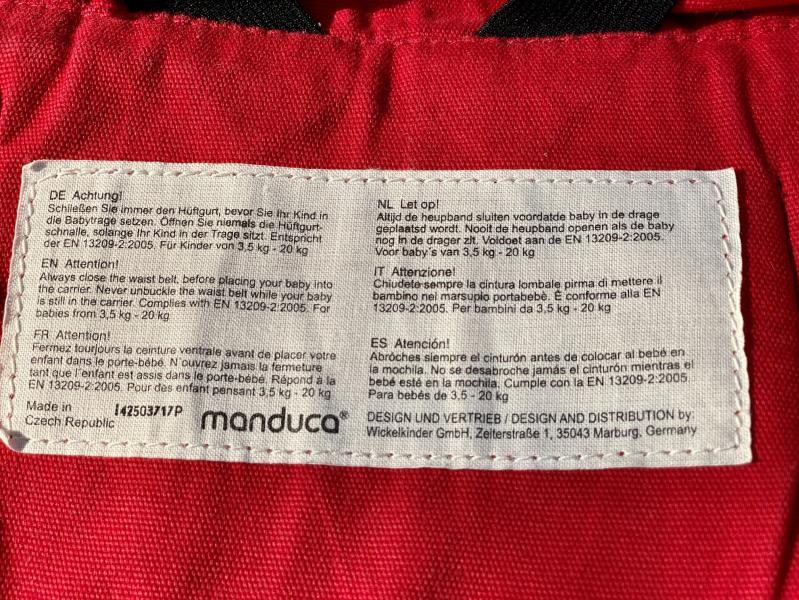 DE Achtung!
Schließen Sie immer den Hüftgurt, bevor Sie Ihr Kind in
die Babytrage setzen. Öffnen Sie niemals die Hüftgurt-
schnalle, solange Ihr Kind in der Trage sitzt. Entspricht
der EN 13209-2:2005. Für Kinder von 3,5 kg - 20 kg
EN Attention!
Always close the waist belt, before placing your baby into
the carrier. Never unbuckle the waist belt while your baby
is still in the carrier. Complies with EN 13209-2:2005. For
babies from 3,5 kg - 20 kg
FR Attention!
Fermez tourjours la ceinture ventrale avant de placer votre
enfant dans le porte-bébé. N´ouvrez jamais la fermeture
tant que l´enfant est assis dans le porte-bébé. Répond à la
EN 13209-2:2005. Pour des enfant pensant 3,5 kg - 20 kg
Made in
Czech Republic
142503717P
manduca®
NL Let op!
Altijd de heupband sluiten voordatde baby in de drage
geplaatsd wordt. Nooit de heupband openen als de baby
nog in de drager zit. Voldoet aan de EN 13209-2:2005.
Voor baby´s van 3,5 kg - 20 kg
IT Attenzione!
Chiudete sempre la cintura lombale pirma di mettere il
bambino nel marsupio portabebè. É conforme alla EN
13209-2:2005. Per bambini da 3,5 kg - 20 kg
ES Atención!
Abróches siempre el cinturón antes de colocar al bebé en
la mochila. No se desabroche jamás el cinturón mientras el
bebé esté en la mochila. Cumple con la EN 13209-2:2005.
Para bebés de 3,5 kg - 20 kg
DESIGN UND VERTRIEB / DESIGN AND DISTRIBUTION by:
Wickelkinder GmbH, Zeiterstraße 1, 35043 Marburg, Germany